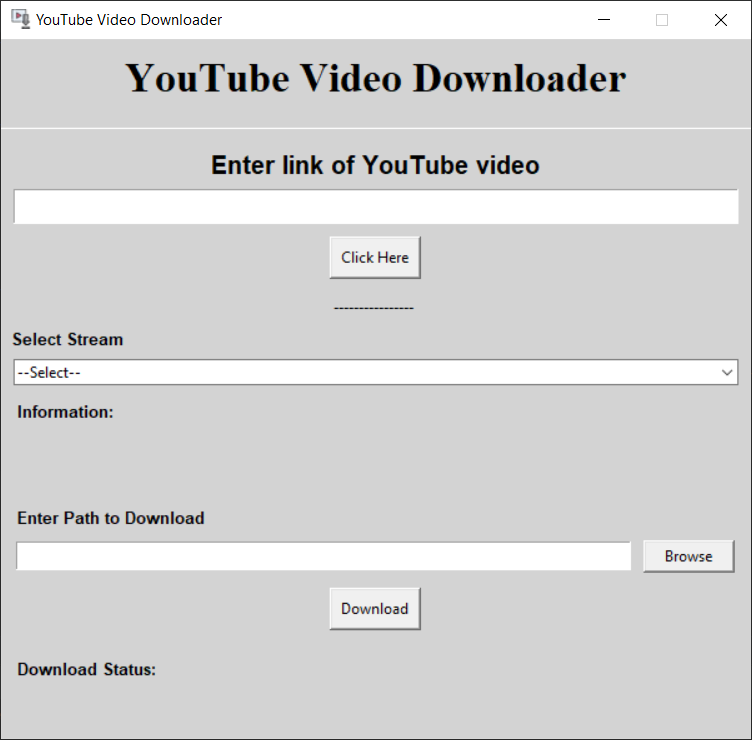 YouTube Video Downloader
YouTube Video Downloader
Enter link of YouTube video
Click Here
----------------
Select Stream
--Select--
Information:
Enter Path to Download
Browse
Download
Download Status: